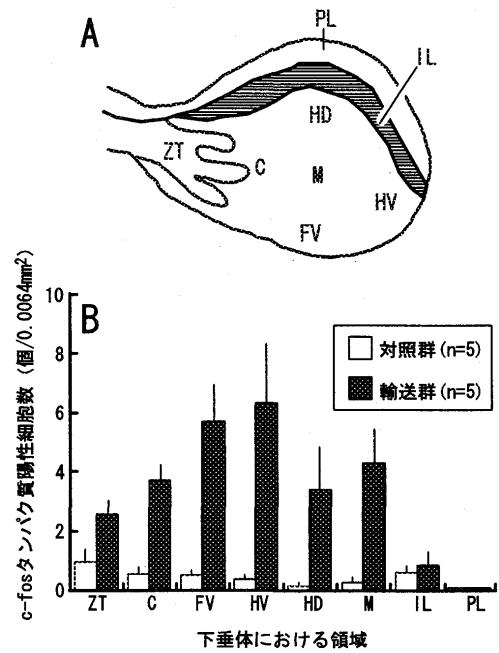 A
PL
IL
HD
ZT
C
M
HV
FV
B
c-fosタンパク質陽性細胞数 (個/0.0064mm²)
10
8
6
4
2
0
対照群(n=5)
輸送群(n=5)
ZT C FV HV HD M IL PL
下垂体における領域